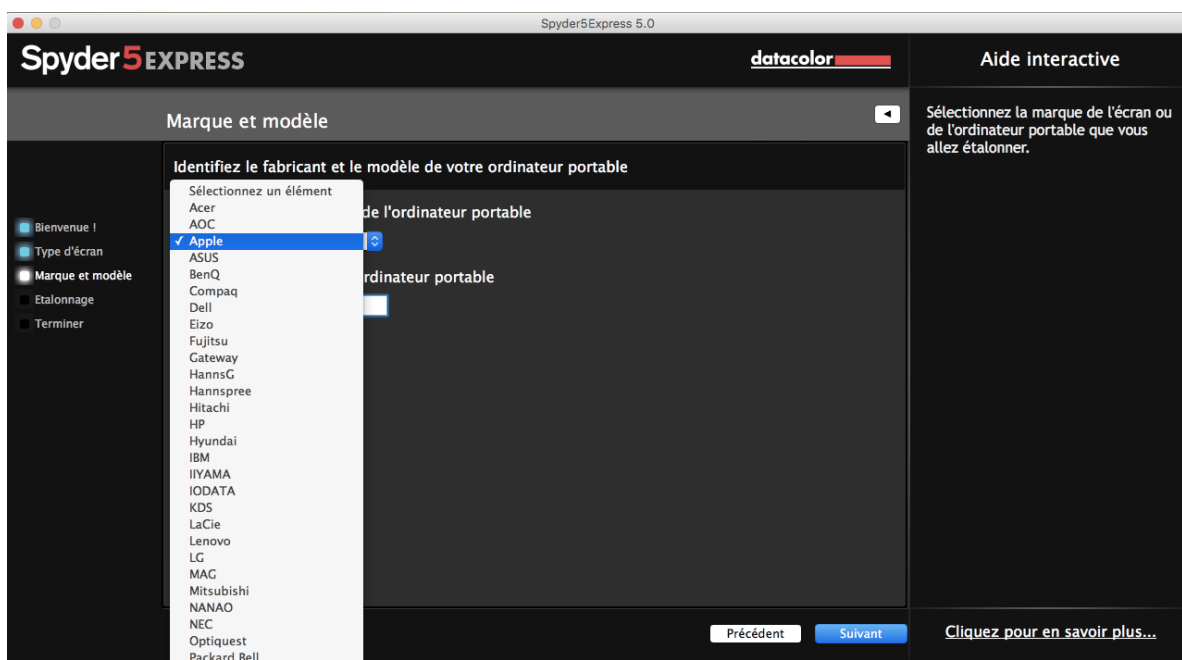 Spyder5Express 5.0
Spyder5EXPRESS
datacolor
Aide interactive
Marque et modèle
Sélectionnez la marque de l'écran ou
de l'ordinateur portable que vous
allez étalonner.
Identifiez le fabricant et le modèle de votre ordinateur portable
de l'ordinateur portable
rdinateur portable
Bienvenue !
Type d'écran
Marque et modèle
Etalonnage
Terminer
Sélectionnez un élément
Acer
AOC
✓ Apple
ASUS
BenQ
Compaq
Dell
Eizo
Fujitsu
Gateway
HannsG
Hannspree
Hitachi
HP
Hyundai
IBM
IIYAMA
IODATA
KDS
LaCie
Lenovo
LG
MAG
Mitsubishi
NANAO
NEC
Optiquest
Packard Bell
Précédent
Suivant
Cliquez pour en savoir plus...